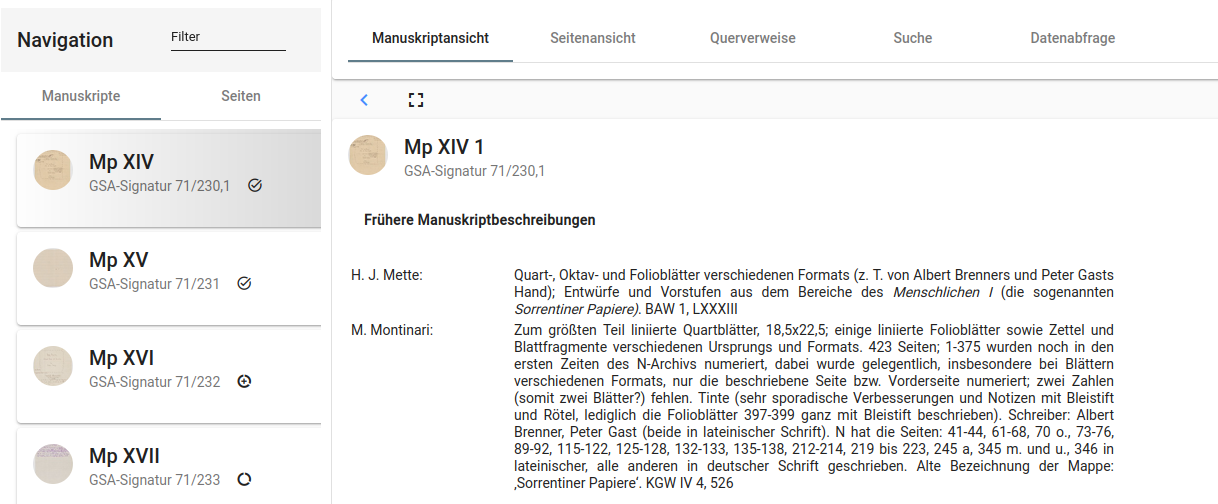 Navigation
Filter
Manuskripte
Seiten
Mp XIV
GSA-Signatur 71/230,1
Mp XV
GSA-Signatur 71/231
Mp XVI
GSA-Signatur 71/232
Mp XVII
GSA-Signatur 71/233
Manuskriptansicht
Seitenansicht
Querverweise
Suche
Datenabfrage
Mp XIV 1
GSA-Signatur 71/230,1
Frühere Manuskriptbeschreibungen
H. J. Mette:
Quart-, Oktav- und Folioblätter verschiedenen Formats (z. T. von Albert Brenners und Peter Gasts
Hand); Entwürfe und Vorstufen aus dem Bereiche des Menschlichen I (die sogenannten
Sorrentiner Papiere). BAW 1, LXXXIII
M. Montinari:
Zum größten Teil liniierte Quartblätter, 18,5x22,5; einige liniierte Folioblätter sowie Zettel und
Blattfragmente verschiedenen Ursprungs und Formats. 423 Seiten; 1-375 wurden noch in den
ersten Zeiten des N-Archivs numeriert, dabei wurde gelegentlich, insbesondere bei Blättern
verschiedenen Formats, nur die beschriebene Seite bzw. Vorderseite numeriert; zwei Zahlen
(somit zwei Blätter?) fehlen. Tinte (sehr sporadische Verbesserungen und Notizen mit Bleistift
und Rötel, lediglich die Folioblätter 397-399 ganz mit Bleistift beschrieben). Schreiber: Albert
Brenner, Peter Gast (beide in lateinischer Schrift). N hat die Seiten: 41-44, 61-68, 70 o., 73-76,
89-92, 115-122, 125-128, 132-133, 135-138, 212-214, 219 bis 223, 245 a, 345 m. und u., 346 in
lateinischer, alle anderen in deutscher Schrift geschrieben. Alte Bezeichnung der Mappe:
‚Sorrentiner Papiere‘. KGW IV 4, 526